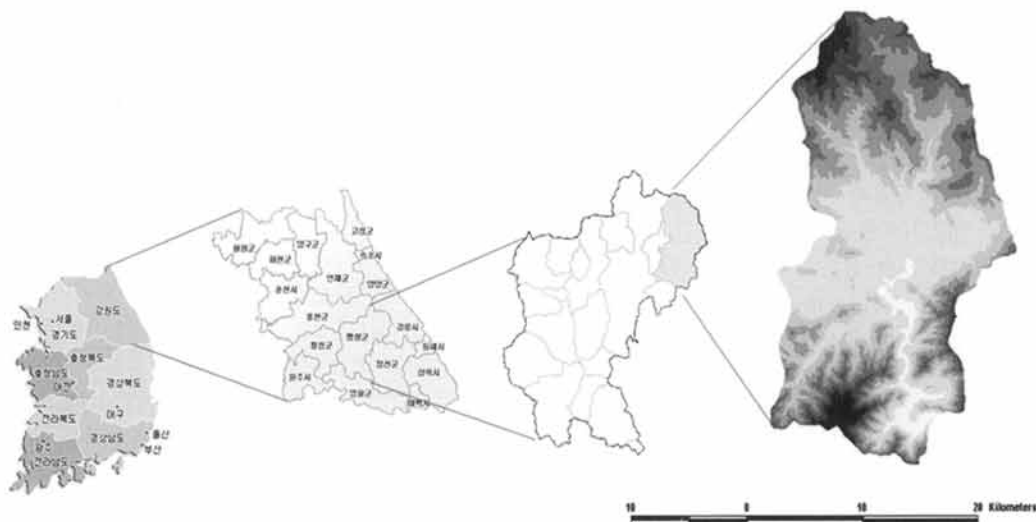 인천
서울
경기도
강원도
충청북도
충청남도
대전
경상북도
전라북도
대구
울산
경상남도
부산
광주
전라남도
철원군
화천군
양구군
고성군
속초시
인제군
양양군
춘천시
홍천군
횡성군
강릉시
동해시
정선군
삼척시
원주시
영월군
태백시
10 0 10 20 Kilometers